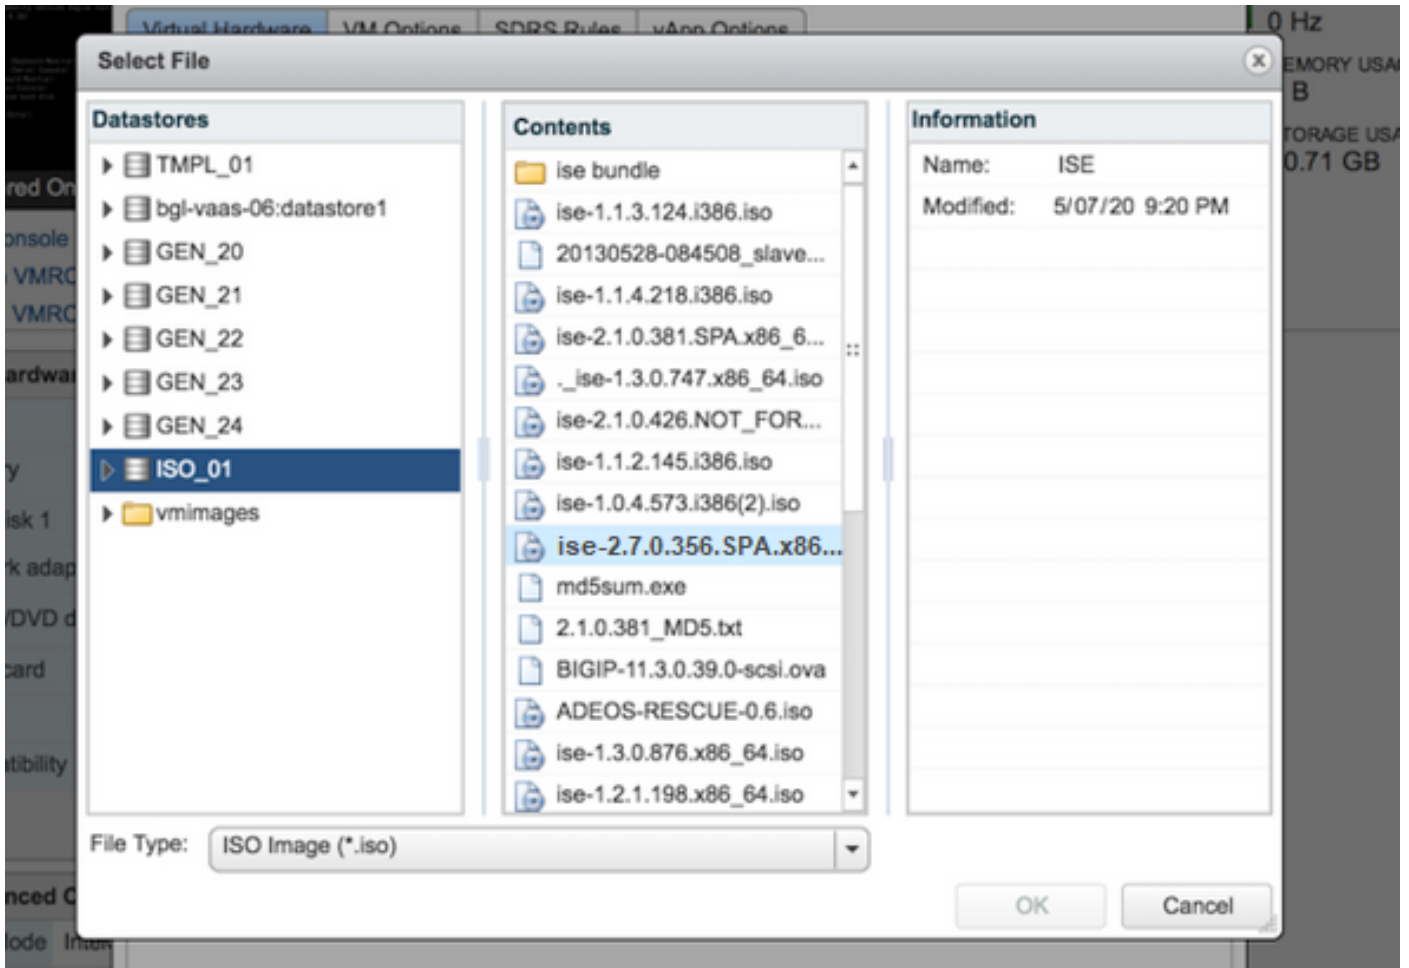 Virtual Hardware VM Options SDRS Rules vApp Options
0 Hz
Select File
EMORY USA
B
TORAGE USA
0.71 GB
red On
onsole
VMRC
VMRC
ardwa
ry
isk 1
rk adap
/DVD d
card
atibility
nced C
lode Intel
Datastores
TMPL_01
bgl-vaas-06:datastore1
GEN_20
GEN_21
GEN_22
GEN_23
GEN_24
ISO_01
vmimages
Contents
ise bundle
ise-1.1.3.124.i386.iso
20130528-084508_slave...
ise-1.1.4.218.i386.iso
ise-2.1.0.381.SPA.x86_6...
._ise-1.3.0.747.x86_64.iso
ise-2.1.0.426.NOT_FOR...
ise-1.1.2.145.i386.iso
ise-1.0.4.573.i386(2).iso
ise-2.7.0.356.SPA.x86...
md5sum.exe
2.1.0.381_MD5.txt
BIGIP-11.3.0.39.0-scsi.ova
ADEOS-RESCUE-0.6.iso
ise-1.3.0.876.x86_64.iso
ise-1.2.1.198.x86_64.iso
Information
Name: ISE
Modified: 5/07/20 9:20 PM
File Type: ISO Image (*.iso)
OK Cancel